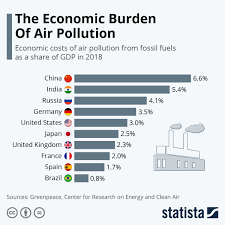 The Economic Burden
Of Air Pollution
Economic costs of air pollution from fossil fuels
as a share of GDP in 2018
China 6.6%
India 5.4%
Russia 4.1%
Germany 3.5%
United States 3.0%
Japan 2.5%
United Kingdom 2.3%
France 2.0%
Spain 1.7%
Brazil 0.8%
Sources: Greenpeace, Center for Research on Energy and Clean Air
statista